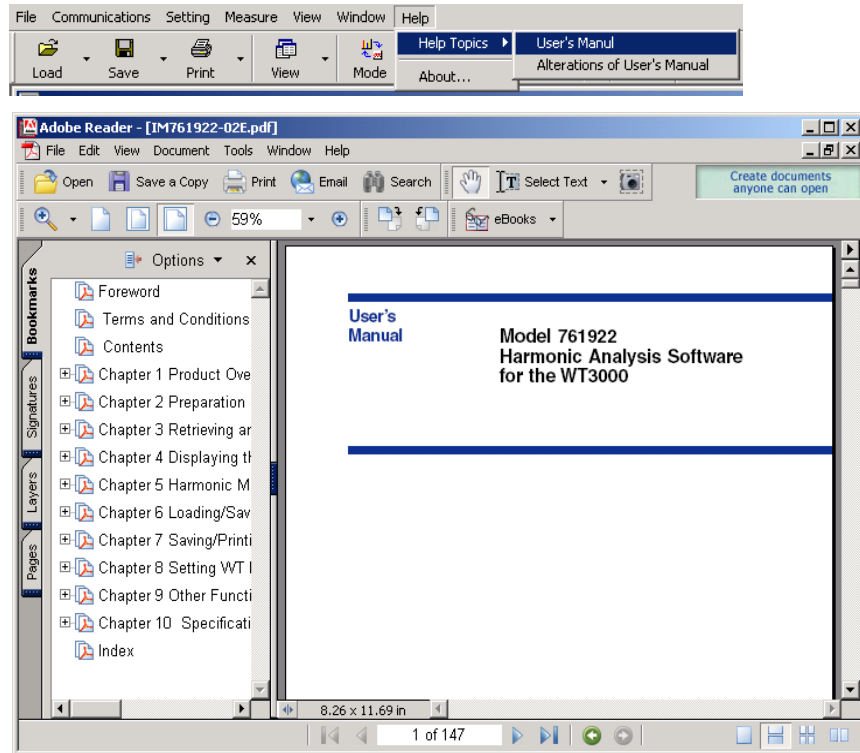 File Communications Setting Measure View Window Help
Load Save Print View Mode
Help Topics
About...
User's Manul
Alterations of User's Manual
Adobe Reader - [IM761922-02E.pdf]
File Edit View Document Tools Window Help
Open Save a Copy Print Email Search Select Text
Create documents
anyone can open
59% eBooks
Options
Bookmarks
Signatures
Layers
Pages
Foreword
Terms and Conditions
Contents
Chapter 1 Product Ove
Chapter 2 Preparation
Chapter 3 Retrieving ar
Chapter 4 Displaying th
Chapter 5 Harmonic M
Chapter 6 Loading/Sav
Chapter 7 Saving/Printi
Chapter 8 Setting WT
Chapter 9 Other Functi
Chapter 10 Specificati
Index
User's
Manual
Model 761922
Harmonic Analysis Software
for the WT3000
8.26 x 11.69 in
1 of 147